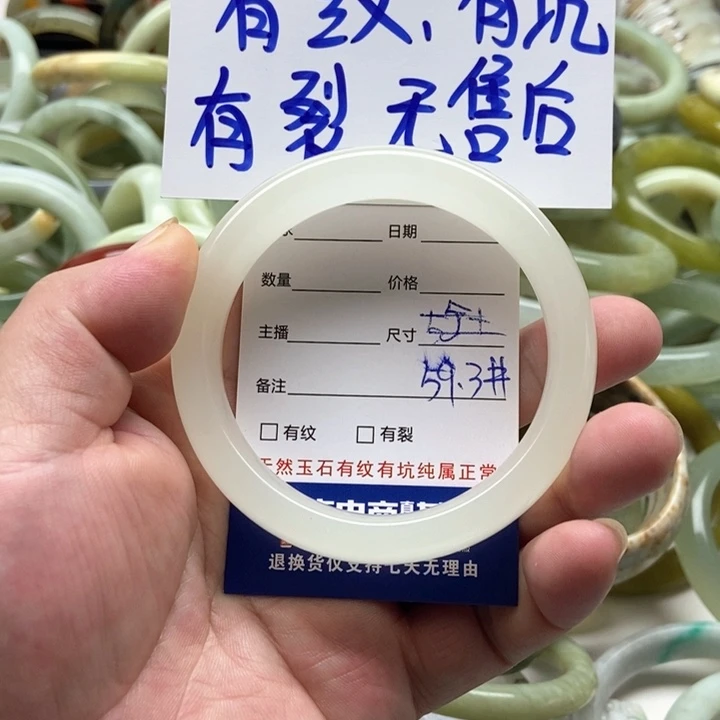 有纹、有坑
有裂 无售后
日期
数量 价格
主播 尺寸
备注 59.3#
□ 有纹 □ 有裂
天然玉石有纹有坑纯属正常
退换货仅支持七天无理由